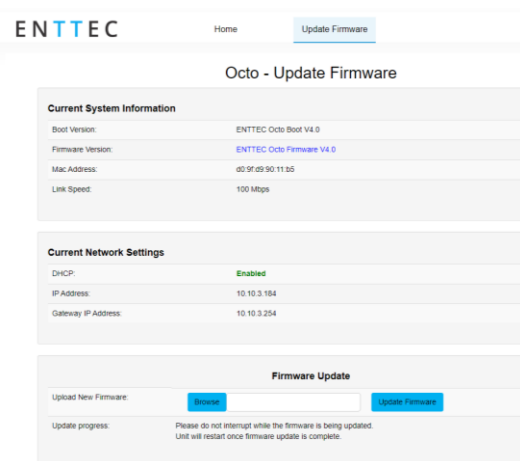 ENTTEC
Home
Update Firmware
Octo - Update Firmware
Current System Information
Boot Version: ENTTEC Octo Boot V4.0
Firmware Version: ENTTEC Octo Firmware V4.0
Mac Address: d0:9f:d9:90:11:b5
Link Speed: 100 Mbps
Current Network Settings
DHCP: Enabled
IP Address: 10.10.3.184
Gateway IP Address: 10.10.3.254
Firmware Update
Upload New Firmware: Browse Update Firmware
Update progress: Please do not interrupt while the firmware is being updated.
Unit will restart once firmware update is complete.